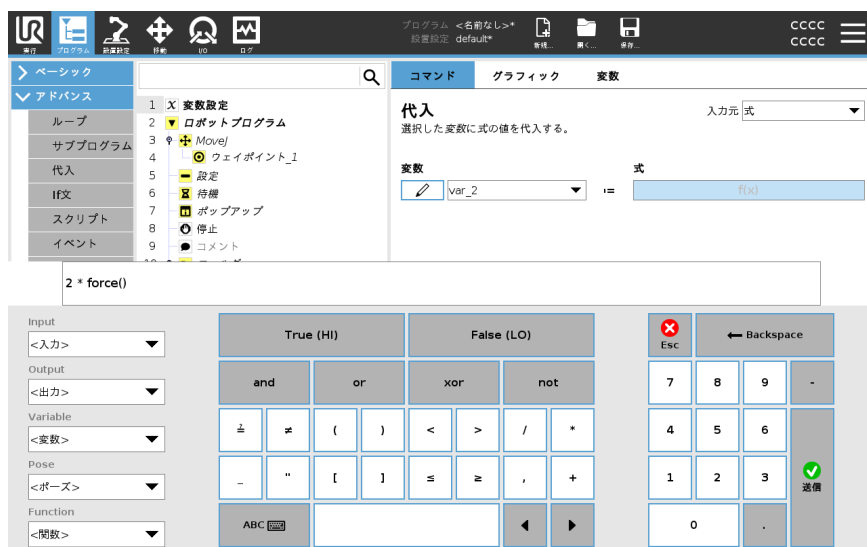 UR
実行
プログラム
設置設定
移動
I/O
ログ
プログラム <名前なし>*
設置設定 default*
新規...
開く...
保存...
CCCC
CCCC
ベーシック
アドバンス
ループ
サブプログラム
代入
If文
スクリプト
イベント
1 x 変数設定
2 ロボットプログラム
3 MoveJ
4 ウェイポイント_1
5 設定
6 待機
7 ポップアップ
8 停止
9 コメント
コマンド グラフィック 変数
代入
入力元 式
選択した変数に式の値を代入する。
変数 式
var_2 := f(x)
2 * force()
Input
<入力>
Output
<出力>
Variable
<変数>
Pose
<ポーズ>
Function
<関数>
True (HI) False (LO)
and or xor not
≟ ≠ ( ) < > / *
_ " [ ] ≤ ≥ , +
ABC
Esc
Backspace
7 8 9 -
4 5 6
1 2 3
送信
0 .